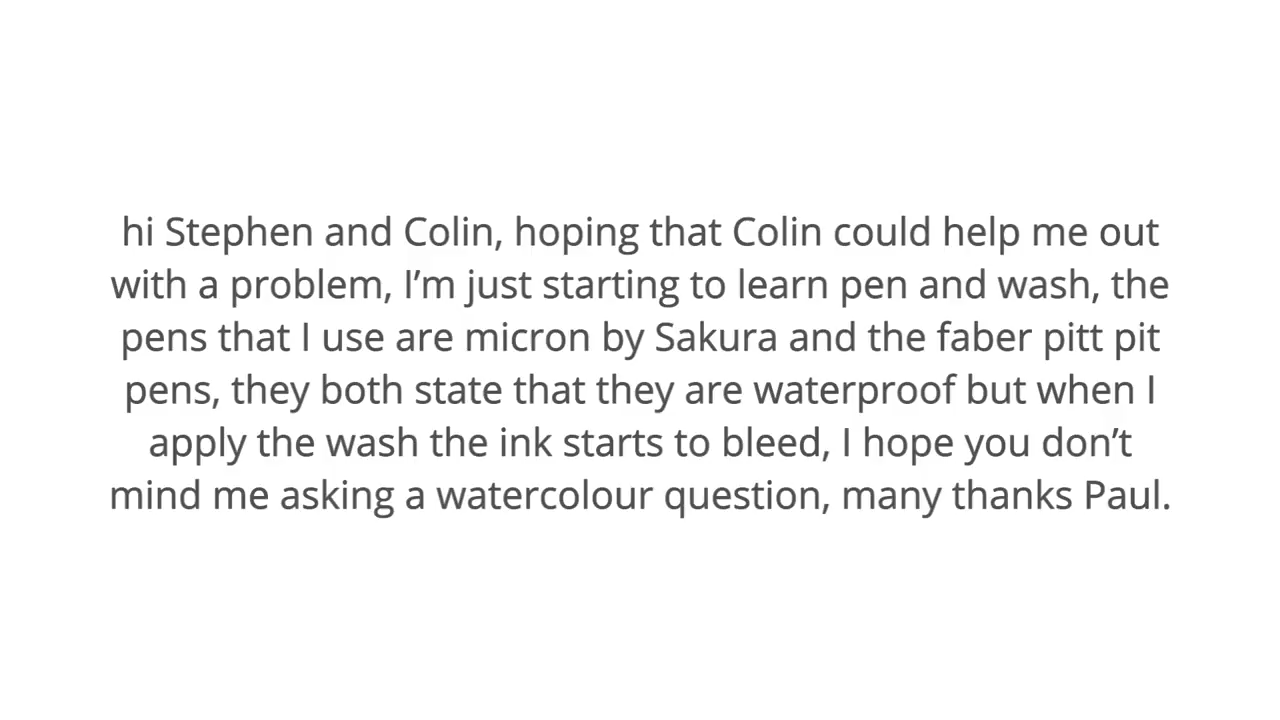 hi Stephen and Colin, hoping that Colin could help me out
with a problem, I’m just starting to learn pen and wash, the
pens that I use are micron by Sakura and the faber pitt pit
pens, they both state that they are waterproof but when I
apply the wash the ink starts to bleed, I hope you don’t
mind me asking a watercolour question, many thanks Paul.